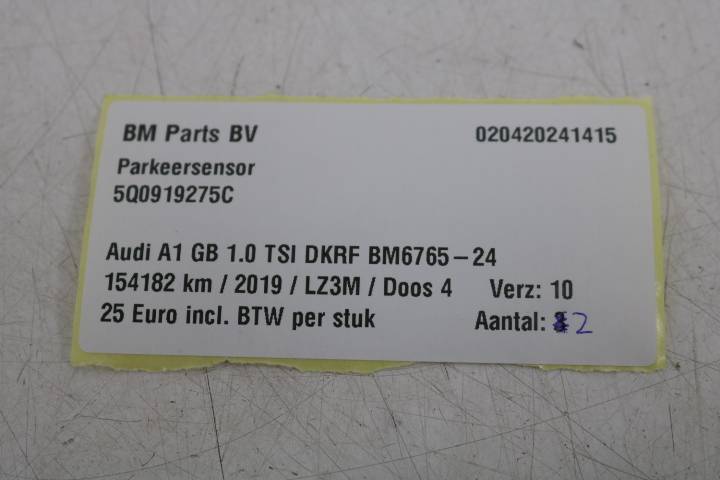 BM Parts BV 020420241415
Parkeersensor
5Q0919275C
Audi A1 GB 1.0 TSI DKRF BM6765-24
154182 km / 2019 / LZ3M / Doos 4 Verz: 10
25 Euro incl. BTW per stuk Aantal: 2